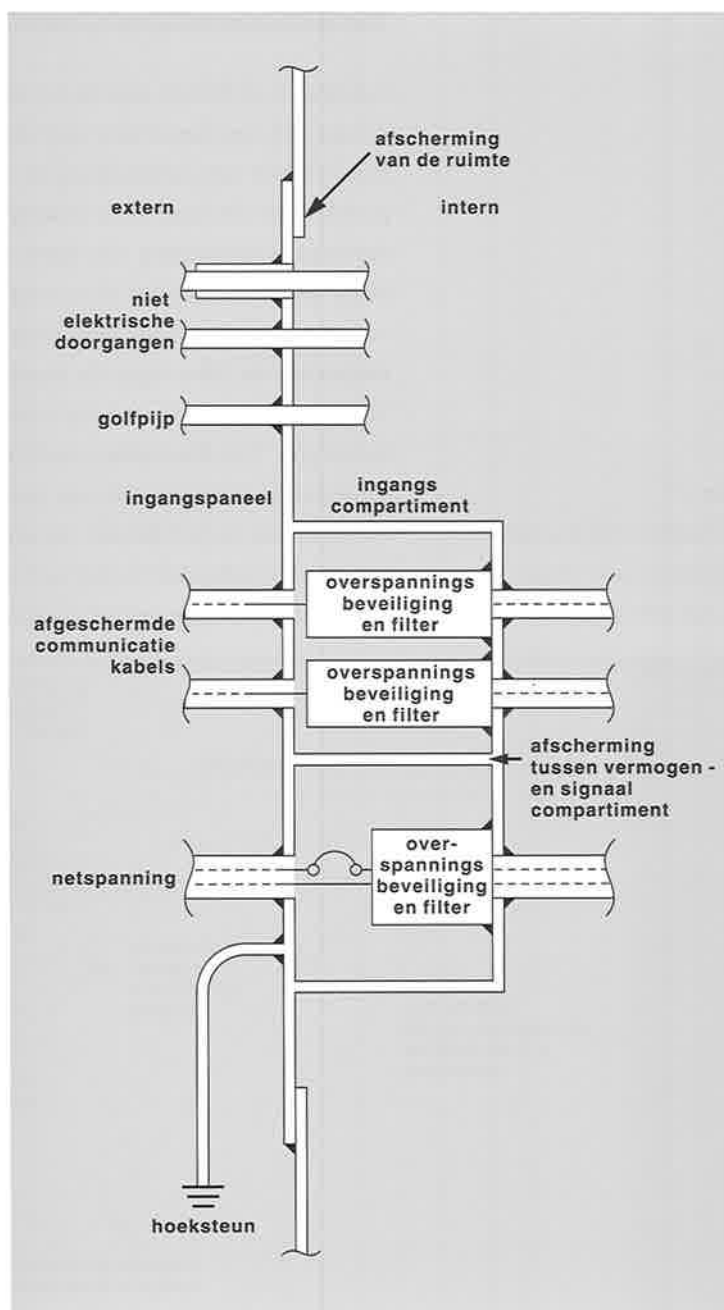 afscherming
van de ruimte
extern
intern
niet
elektrische
doorgangen
golfpijp
ingangspaneel
ingangs
compartiment
overspannings
beveiliging
en filter
afgeschermde
communicatie
kabels
overspannings
beveiliging
en filter
afscherming
tussen vermogen -
en signaal
compartiment
netspanning
over-
spannings
beveiliging
en filter
hoeksteun